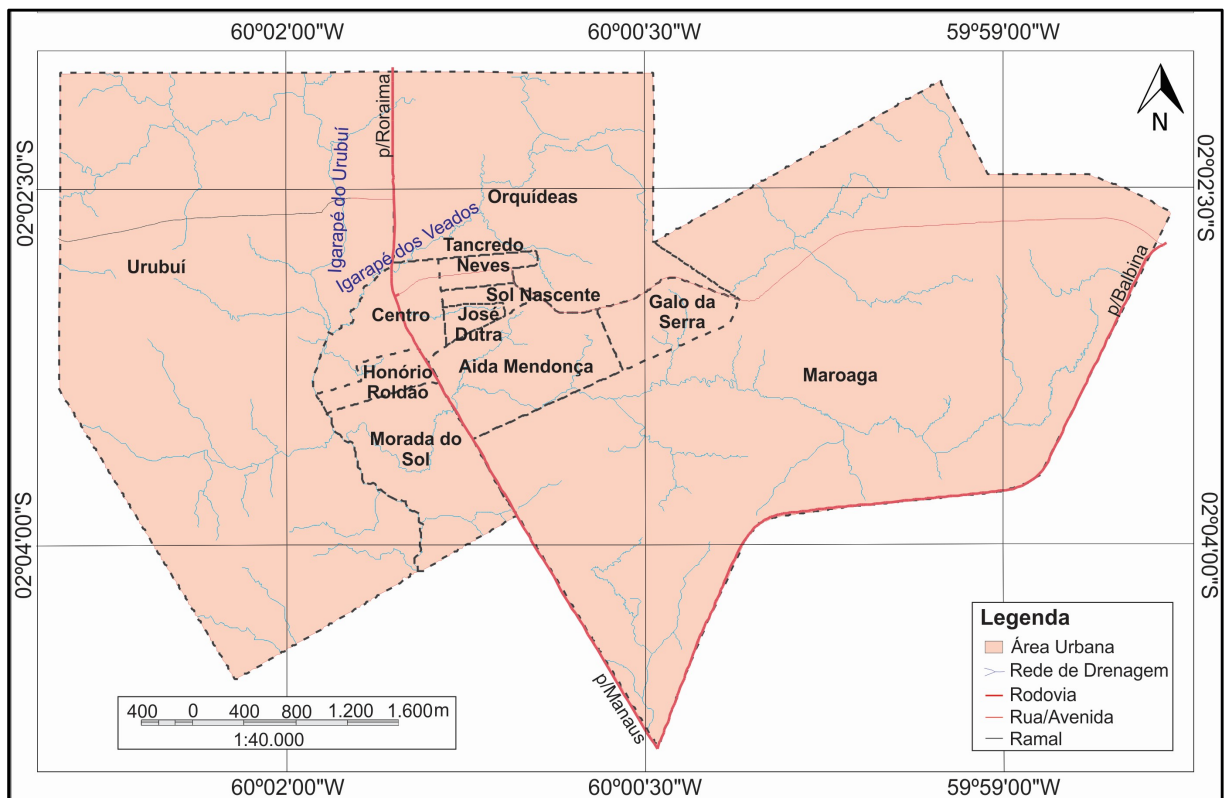 60º02'00"W
60º00'30"W
59º59'00"W
02º02'30"S
02º02'30"S
p/Roraima
Igarapé do Urubuí
Igarapé dos Veados
N
Orquídeas
Tancredo
Neves
Urubuí
Sol Nascente
Galo da
Serra
Centro
José
Dutra
p/Balbina
Aida Mendonça
Maroaga
Honório
Roldão
Morada do
Sol
02º04'00"S
02º04'00"S
p/Manaus
Legenda
Área Urbana
Rede de Drenagem
Rodovia
Rua/Avenida
Ramal
400 0 400 800 1.200 1.600m
1:40.000
60º02'00"W
60º00'30"W
59º59'00"W